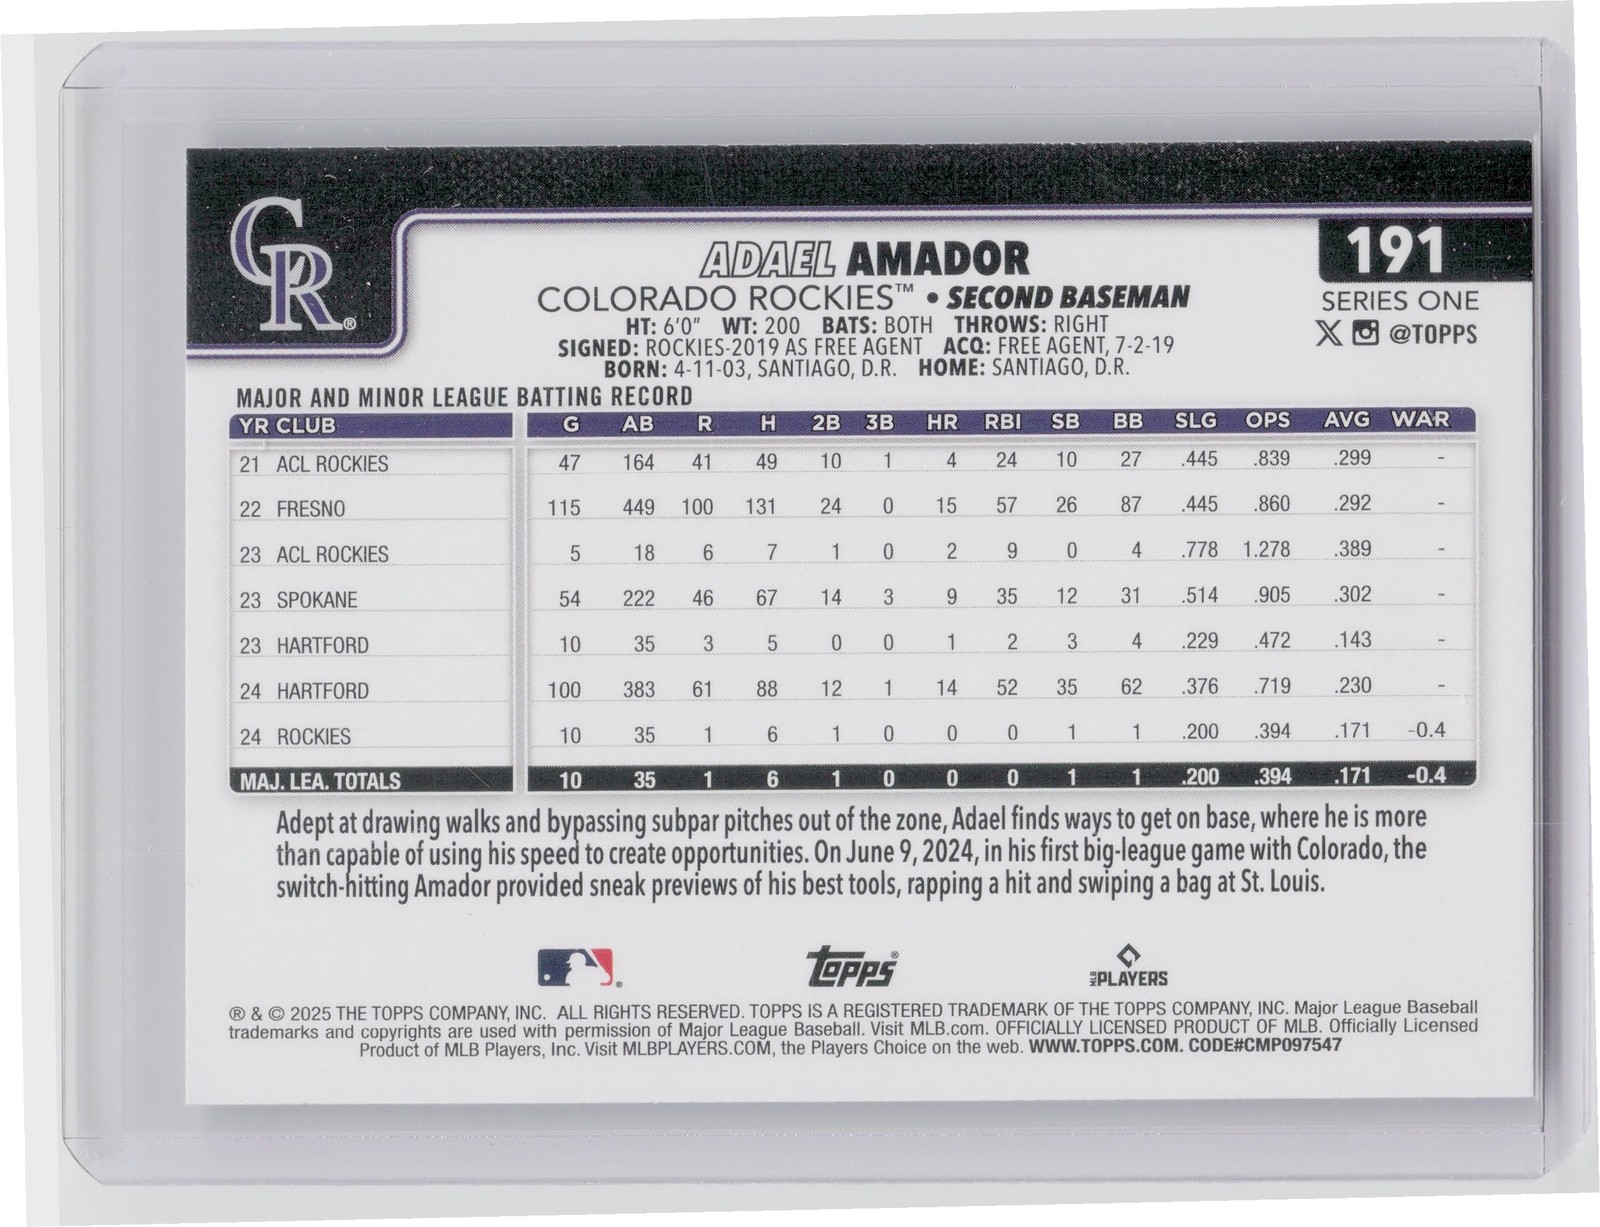 CR®
ADAEL AMADOR
191
COLORADO ROCKIES™ • SECOND BASEMAN
SERIES ONE
HT: 6'0" WT: 200 BATS: BOTH THROWS: RIGHT
@TOPPS
SIGNED: ROCKIES-2019 AS FREE AGENT ACQ: FREE AGENT, 7-2-19
BORN: 4-11-03, SANTIAGO, D.R. HOME: SANTIAGO, D.R.
MAJOR AND MINOR LEAGUE BATTING RECORD
YR CLUB G AB R H 2B 3B HR RBI SB BB SLG OPS AVG WAR
21 ACL ROCKIES 47 164 41 49 10 1 4 24 10 27 .445 .839 .299 -
22 FRESNO 115 449 100 131 24 0 15 57 26 87 .445 .860 .292 -
23 ACL ROCKIES 5 18 6 7 1 0 2 9 0 4 .778 1.278 .389 -
23 SPOKANE 54 222 46 67 14 3 9 35 12 31 .514 .905 .302 -
23 HARTFORD 10 35 3 5 0 0 1 2 3 4 .229 .472 .143 -
24 HARTFORD 100 383 61 88 12 1 14 52 35 62 .376 .719 .230 -
24 ROCKIES 10 35 1 6 1 0 0 0 1 1 .200 .394 .171 -0.4
MAJ. LEA. TOTALS 10 35 1 6 1 0 0 0 1 1 .200 .394 .171 -0.4
Adept at drawing walks and bypassing subpar pitches out of the zone, Adael finds ways to get on base, where he is more
than capable of using his speed to create opportunities. On June 9, 2024, in his first big-league game with Colorado, the
switch-hitting Amador provided sneak previews of his best tools, rapping a hit and swiping a bag at St. Louis.
® Topps® MLB PLAYERS
® & © 2025 THE TOPPS COMPANY, INC. ALL RIGHTS RESERVED. TOPPS IS A REGISTERED TRADEMARK OF THE TOPPS COMPANY, INC. Major League Baseball
trademarks and copyrights are used with permission of Major League Baseball. Visit MLB.com. OFFICIALLY LICENSED PRODUCT OF MLB. Officially Licensed
Product of MLB Players, Inc. Visit MLBPLAYERS.COM, the Players Choice on the web. WWW.TOPPS.COM. CODE#CMP097547